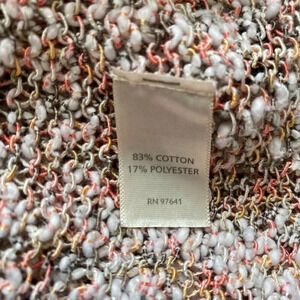 83% COTTON
17% POLYESTER
RN 97641